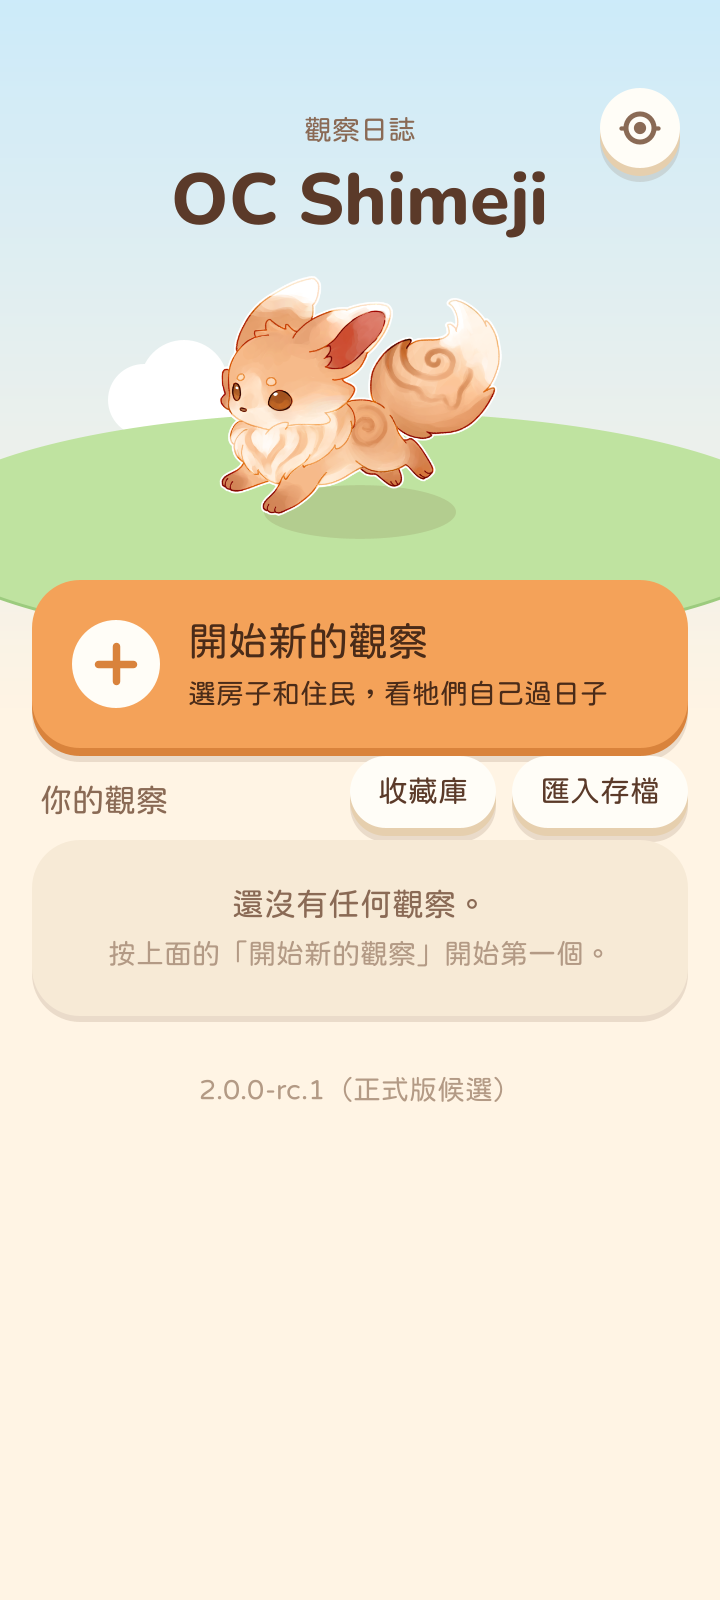 觀察日誌
OC Shimeji
開始新的觀察
選房子和住民，看牠們自己過日子
你的觀察
收藏庫
匯入存檔
還沒有任何觀察。
按上面的「開始新的觀察」開始第一個。
2.0.0-rc.1（正式版候選）